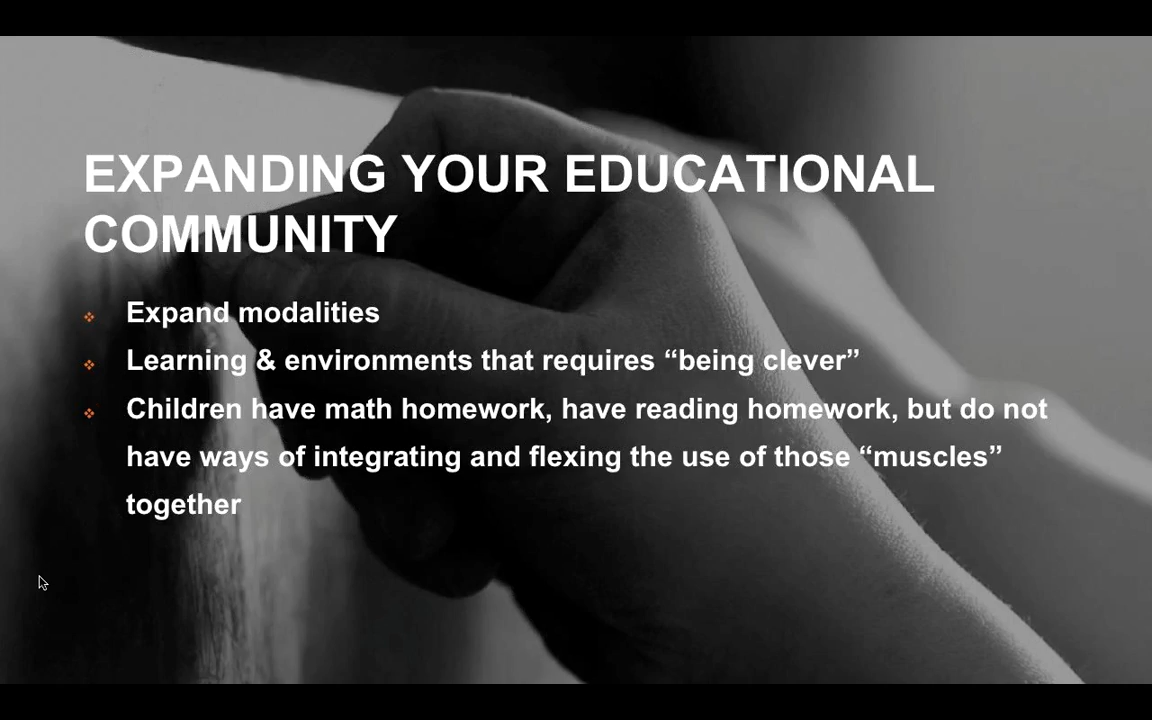 EXPANDING YOUR EDUCATIONAL
COMMUNITY
Expand modalities
Learning & environments that requires “being clever”
Children have math homework, have reading homework, but do not
have ways of integrating and flexing the use of those “muscles”
together